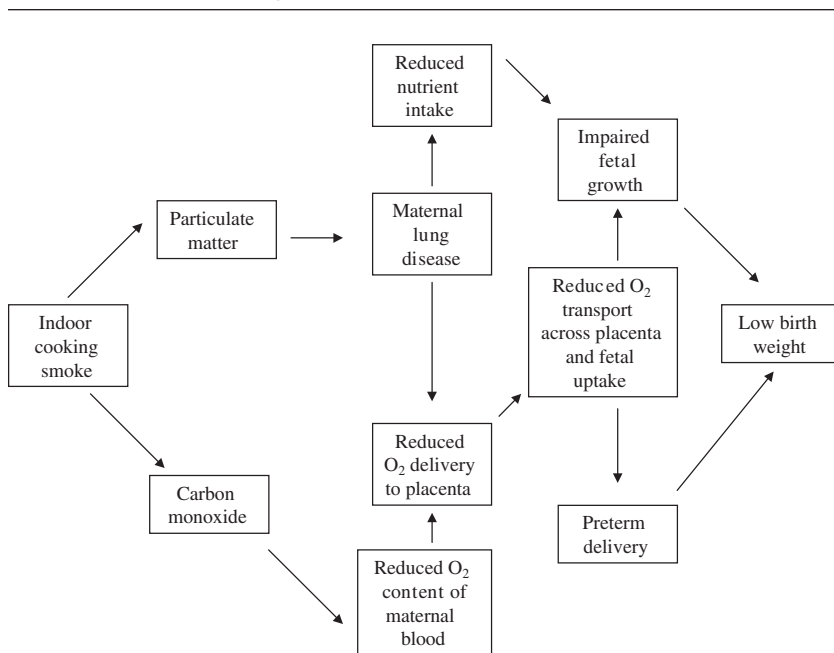 Reduced
nutrient
intake
Impaired
fetal
growth
Particulate
matter
Maternal
lung
disease
Indoor
cooking
smoke
Reduced O₂
transport
across placenta
and fetal
uptake
Low birth
weight
Reduced
O₂ delivery
to placenta
Carbon
monoxide
Preterm
delivery
Reduced O₂
content of
maternal
blood